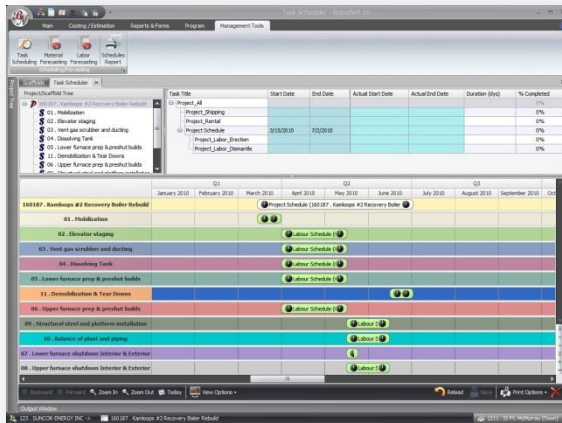 Task Scheduler - BrandNet 3D
Main Costing / Estimation Reports & Forms Program Management Tools
Task Scheduling
Material Forecasting
Labor Forecasting
Schedules Report
Scheduling/Forecasting
Scaffold Task Scheduler
Project Tree
Project/Scaffold Tree
160187 . Kamloops #2 Recovery Boiler Rebuild
01 . Mobilization
02 . Elevator staging
03 . Vent gas scrubber and ducting
04 . Dissolving Tank
05 . Lower furnace prep & preshut builds
11 . Demobilization & Tear Downs
06 . Upper furnace prep & preshut builds
Task Title Start Date End Date Actual Start Date Actual End Date Duration (dys) % Completed
Project_All 0%
Project_Shipping 0%
Project_Rental 0%
Project Schedule 3/15/2010 7/2/2010 0%
Project_Labor_Erection 0%
Project_Labor_Dismantle 0%
Q1 Q2 Q3
January 2010 February 2010 March 2010 April 2010 May 2010 June 2010 July 2010 August 2010 September 2010 Oct
160187 . Kamloops #2 Recovery Boiler Rebuild Project Schedule (160187 . Kamloops #2 Recovery Boiler
01 . Mobilization
02 . Elevator staging Labour Schedule (
03 . Vent gas scrubber and ducting Labour Schedule (
04 . Dissolving Tank Labour Schedule (
05 . Lower furnace prep & preshut builds Labour Schedule (
11 . Demobilization & Tear Downs
06 . Upper furnace prep & preshut builds Labour Schedule (
09 . Structural steel and platform installation Labour S
10 . Balance of plant and piping Labour S
07 . Lower furnace shutdown Interior & Exterior
08 . Upper furnace shutdown Interior & Exterior Labour S
Backward Forward Zoom In Zoom Out Today View Options Reload Save Print Options
Output Window
123 . SUNCOR ENERGY INC -> 160187 . Kamloops #2 Recovery Boiler Rebuild